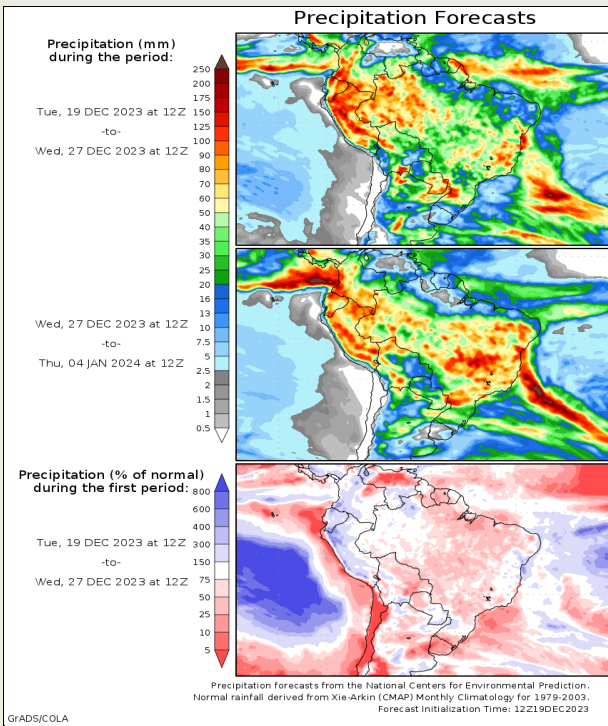 Precipitation Forecasts
Precipitation (mm)
during the period:
Tue, 19 DEC 2023 at 12Z
-to-
Wed, 27 DEC 2023 at 12Z
Wed, 27 DEC 2023 at 12Z
-to-
Thu, 04 JAN 2024 at 12Z
250
200
175
150
125
100
90
80
70
60
50
40
35
30
25
20
16
13
10
7.5
5
2.5
2
1.5
1
0.5
Precipitation (% of normal)
during the first period:
Tue, 19 DEC 2023 at 12Z
-to-
Wed, 27 DEC 2023 at 12Z
800
600
400
300
150
75
50
25
10
5
Precipitation forecasts from the National Centers for Environmental Prediction.
Normal rainfall derived from Xie-Arkin (CMAP) Monthly Climatology for 1979-2003.
Forecast Initialization Time: 12Z19DEC2023
GrADS/COLA